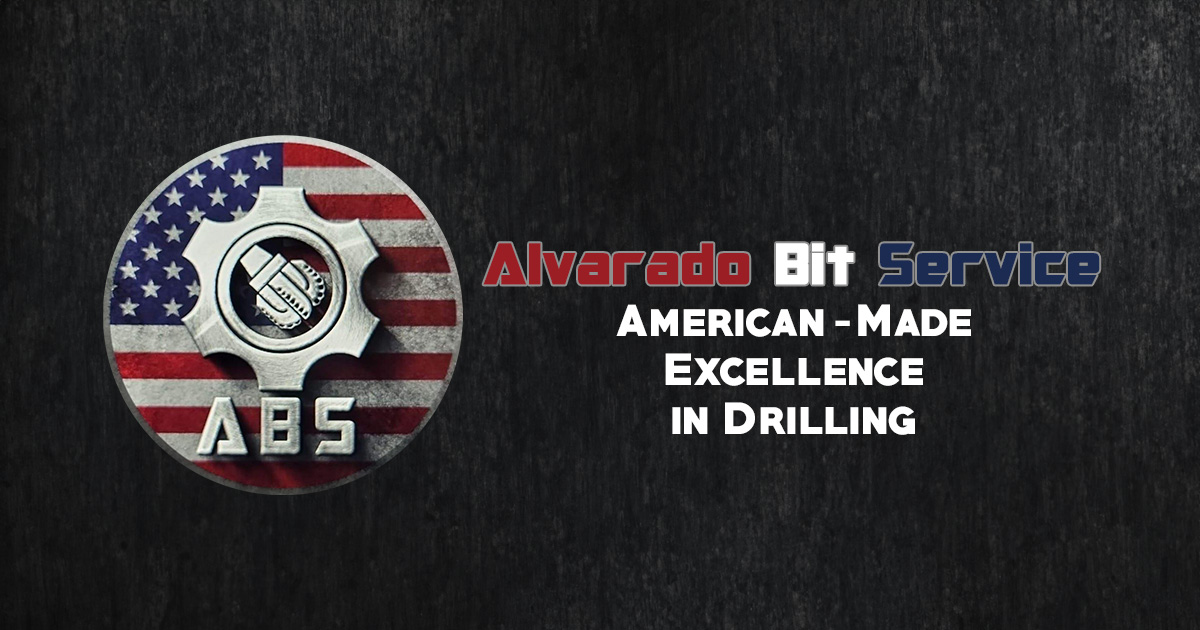 ABS
Alvarado Bit Service
American-Made
Excellence
in Drilling